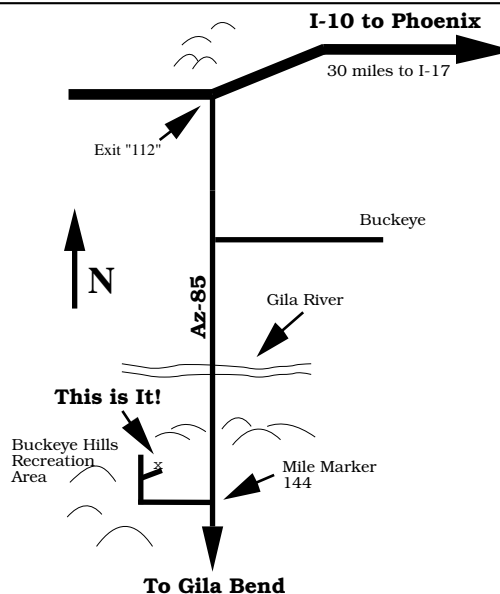 I-10 to Phoenix
30 miles to I-17
Exit "112"
Buckeye
N
Az-85
Gila River
This is It!
Buckeye Hills
Recreation
Area
x
Mile Marker
144
To Gila Bend